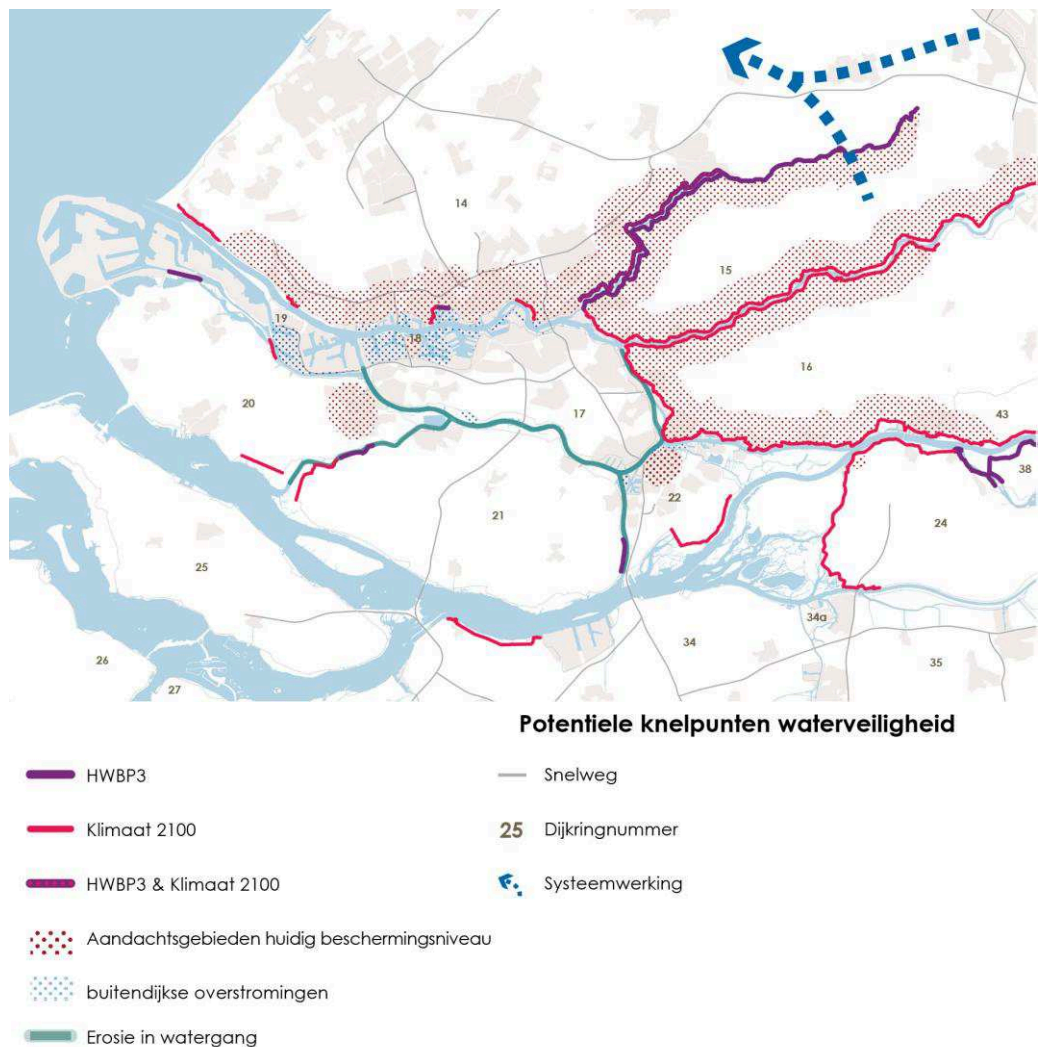 14
15
19
18
16
20
17
43
38
22
21
24
25
34a
34
26
35
27
Potentiele knelpunten waterveiligheid
HWBP3
Snelweg
Klimaat 2100
25 Dijkringnummer
HWBP3 & Klimaat 2100
Systeemwerking
Aandachtsgebieden huidig beschermingsniveau
buitendijkse overstromingen
Erosie in watergang